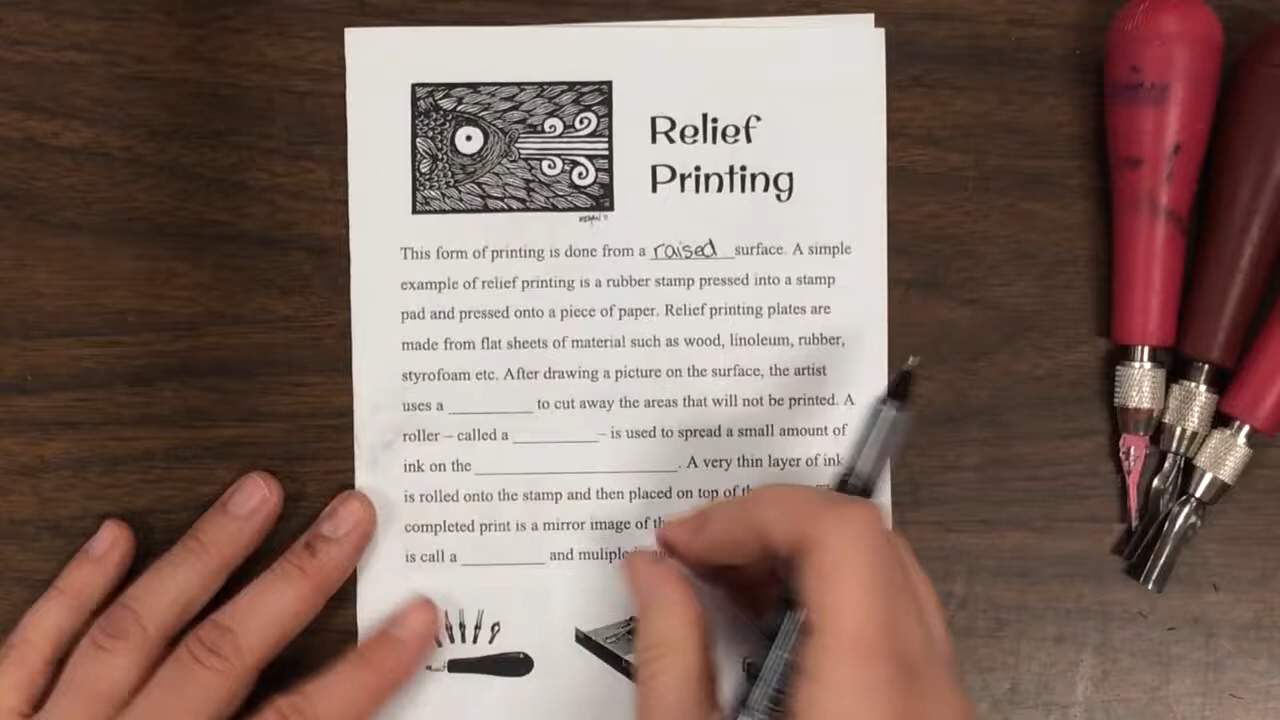 Relief
Printing
This form of printing is done from a raised surface. A simple
example of relief printing is a rubber stamp pressed into a stamp
pad and pressed onto a piece of paper. Relief printing plates are
made from flat sheets of material such as wood, linoleum, rubber,
styrofoam etc. After drawing a picture on the surface, the artist
uses a __________ to cut away the areas that will not be printed. A
roller – called a __________ – is used to spread a small amount of
ink on the ________________________. A very thin layer of ink
is rolled onto the stamp and then placed on top of
completed print is a mirror image of
is call a __________ and muliple